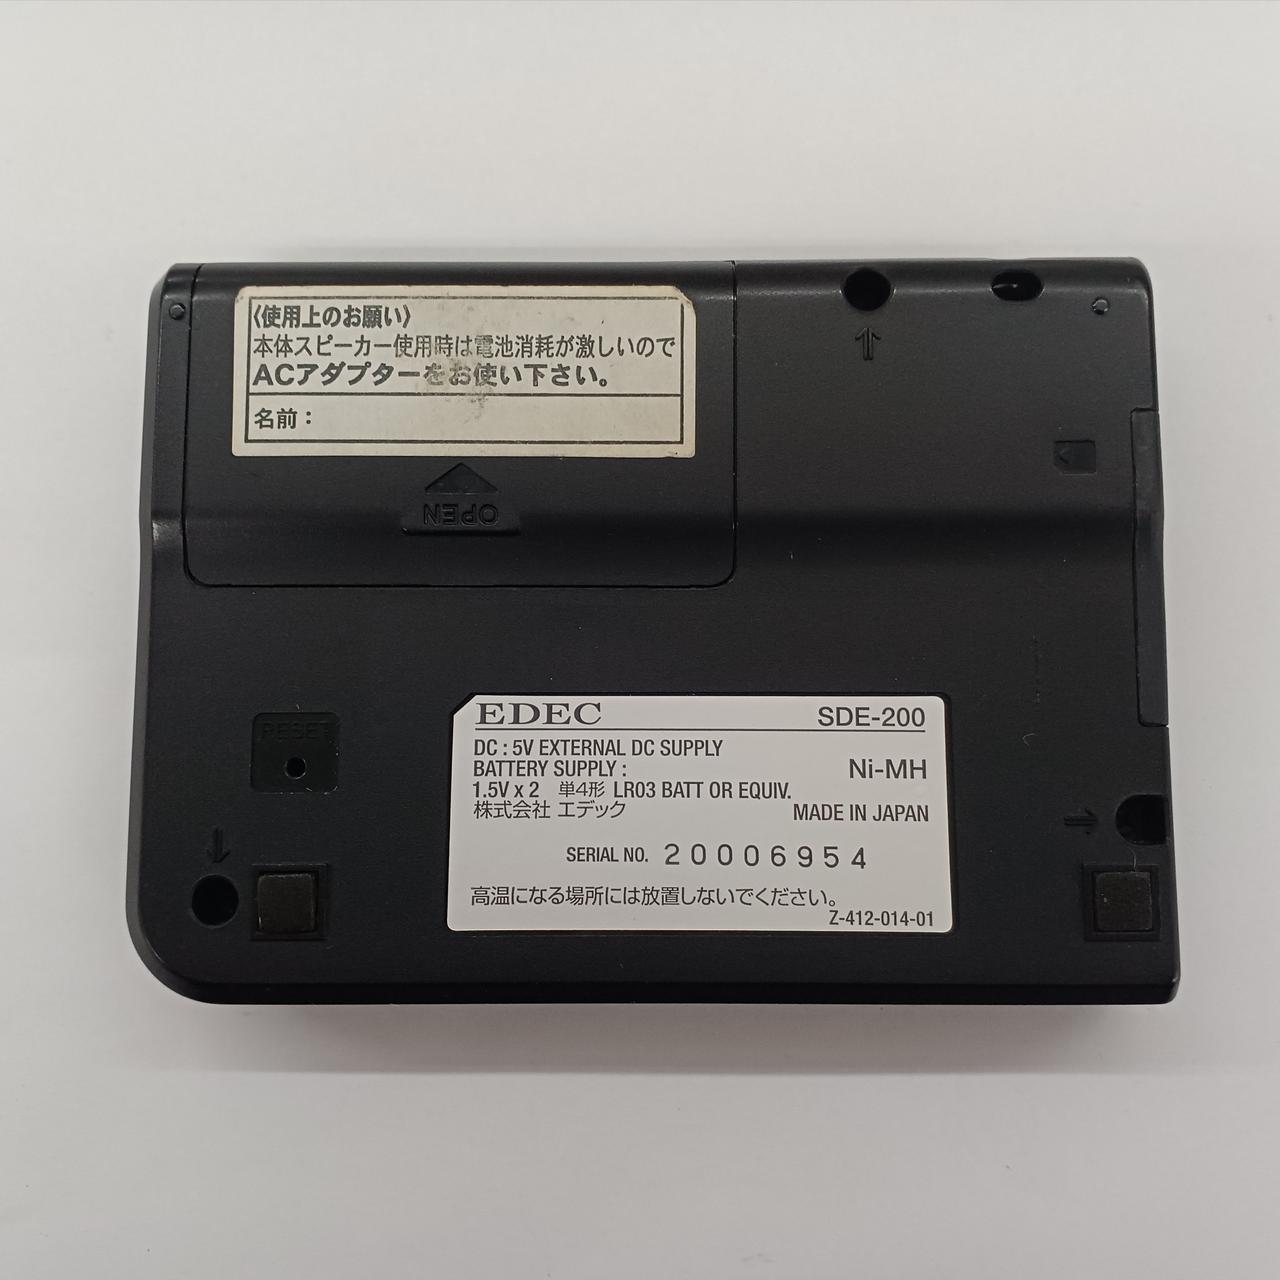 〈使用上のお願い〉
本体スピーカー使用時は電池消耗が激しいので
ACアダプターをお使い下さい。
名前：
OPEN
RESET
EDEC SDE-200
DC : 5V EXTERNAL DC SUPPLY
BATTERY SUPPLY : Ni-MH
1.5V x 2 単4形 LR03 BATT OR EQUIV.
株式会社 エデック MADE IN JAPAN
SERIAL NO. 20006954
高温になる場所には放置しないでください。
Z-412-014-01